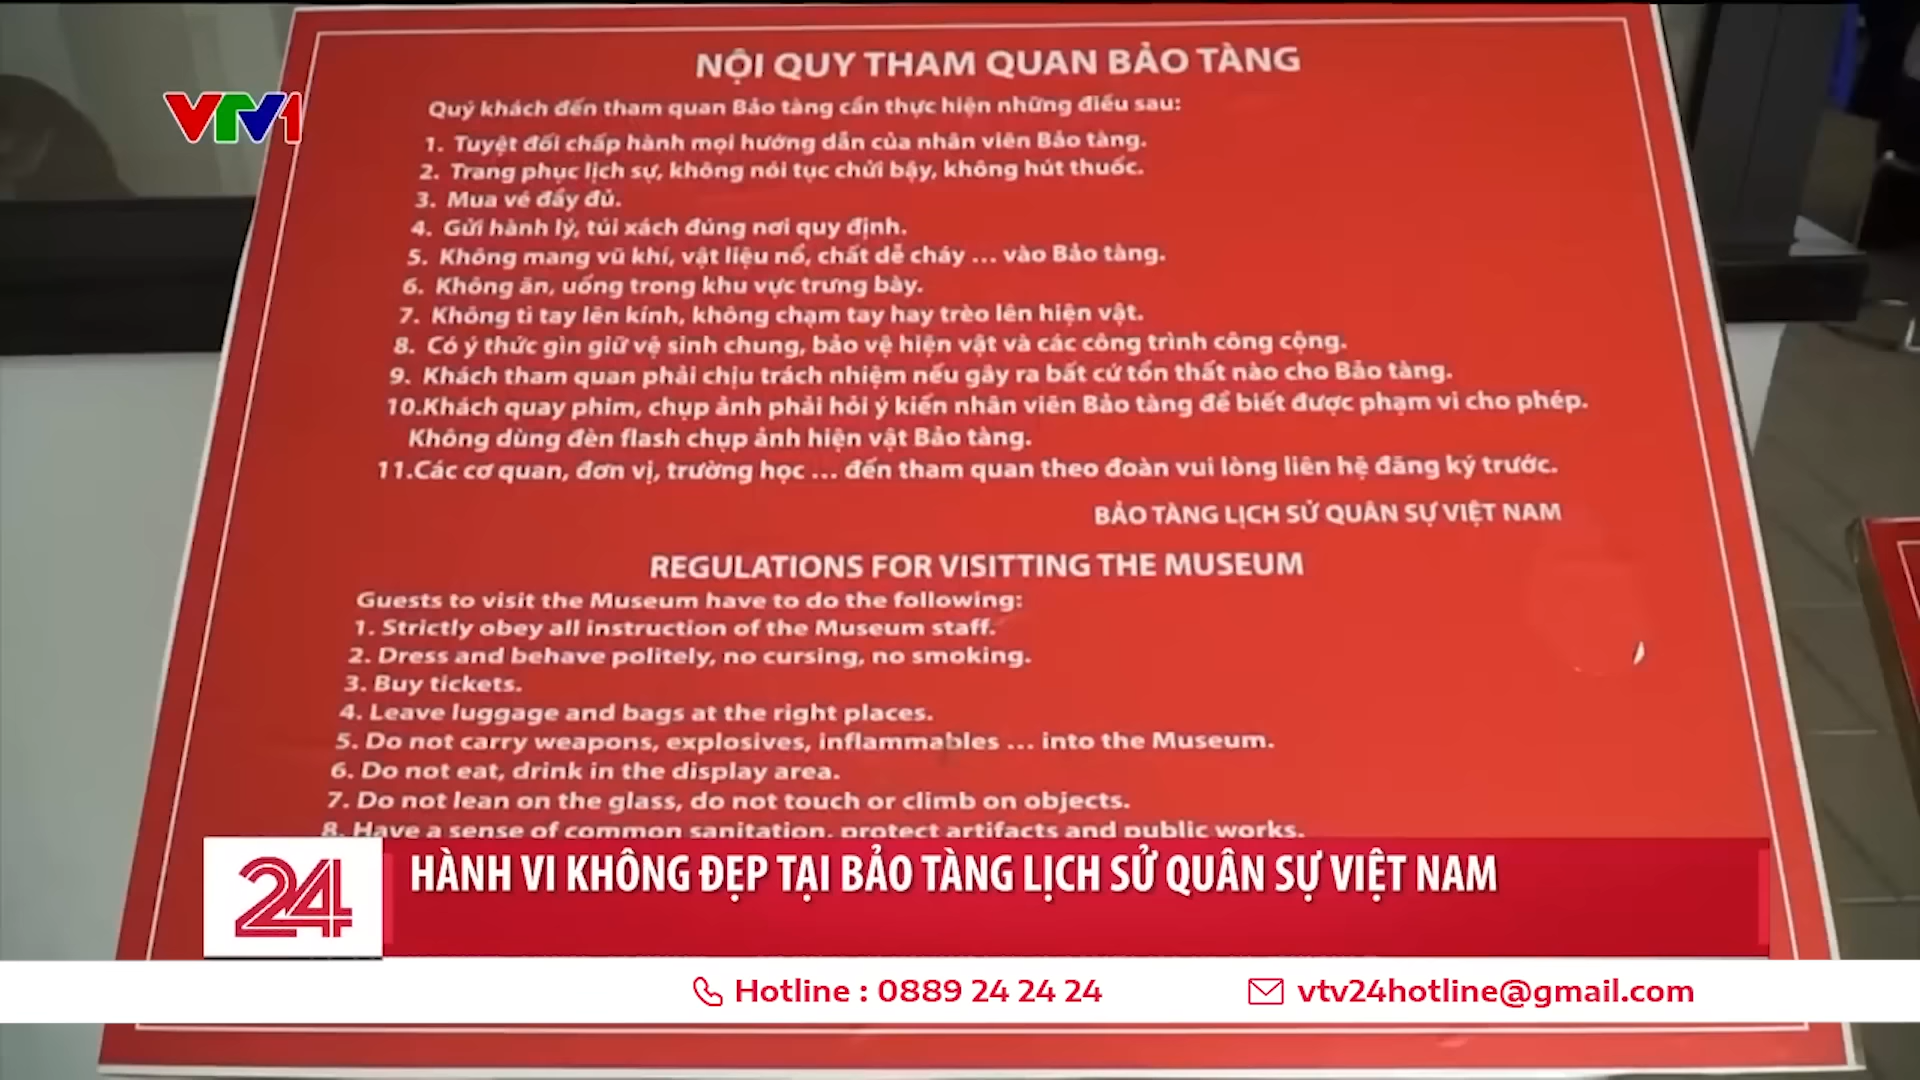 NỘI QUY THAM QUAN BẢO TÀNG
VTV1
Quý khách đến tham quan Bảo tàng cần thực hiện những điều sau:
1. Tuyệt đối chấp hành mọi hướng dẫn của nhân viên Bảo tàng.
2. Trang phục lịch sự, không nói tục chửi bậy, không hút thuốc.
3. Mua vé đầy đủ.
4. Gửi hành lý, túi xách đúng nơi quy định.
5. Không mang vũ khí, vật liệu nổ, chất dễ cháy ... vào Bảo tàng.
6. Không ăn, uống trong khu vực trưng bày.
7. Không tì tay lên kính, không chạm tay hay trèo lên hiện vật.
8. Có ý thức gìn giữ vệ sinh chung, bảo vệ hiện vật và các công trình công cộng.
9. Khách tham quan phải chịu trách nhiệm nếu gây ra bất cứ tổn thất nào cho Bảo tàng.
10.Khách quay phim, chụp ảnh phải hỏi ý kiến nhân viên Bảo tàng để biết được phạm vi cho phép.
Không dùng đèn flash chụp ảnh hiện vật Bảo tàng.
11.Các cơ quan, đơn vị, trường học ... đến tham quan theo đoàn vui lòng liên hệ đăng ký trước.
BẢO TÀNG LỊCH SỬ QUÂN SỰ VIỆT NAM
REGULATIONS FOR VISITTING THE MUSEUM
Guests to visit the Museum have to do the following:
1. Strictly obey all instruction of the Museum staff.
2. Dress and behave politely, no cursing, no smoking.
3. Buy tickets.
4. Leave luggage and bags at the right places.
5. Do not carry weapons, explosives, inflammables ... into the Museum.
6. Do not eat, drink in the display area.
7. Do not lean on the glass, do not touch or climb on objects.
8. Have a sense of common sanitation, protect artifacts and public works.
24
HÀNH VI KHÔNG ĐẸP TẠI BẢO TÀNG LỊCH SỬ QUÂN SỰ VIỆT NAM
Hotline : 0889 24 24 24
vtv24hotline@gmail.com